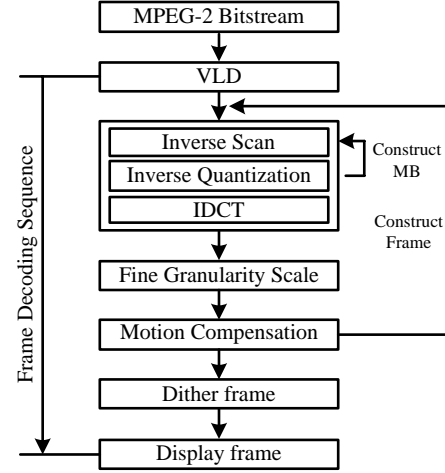 MPEG-2 Bitstream
VLD
Inverse Scan
Inverse Quantization
IDCT
Construct
MB
Construct
Frame
Fine Granularity Scale
Motion Compensation
Dither frame
Display frame
Frame Decoding Sequence